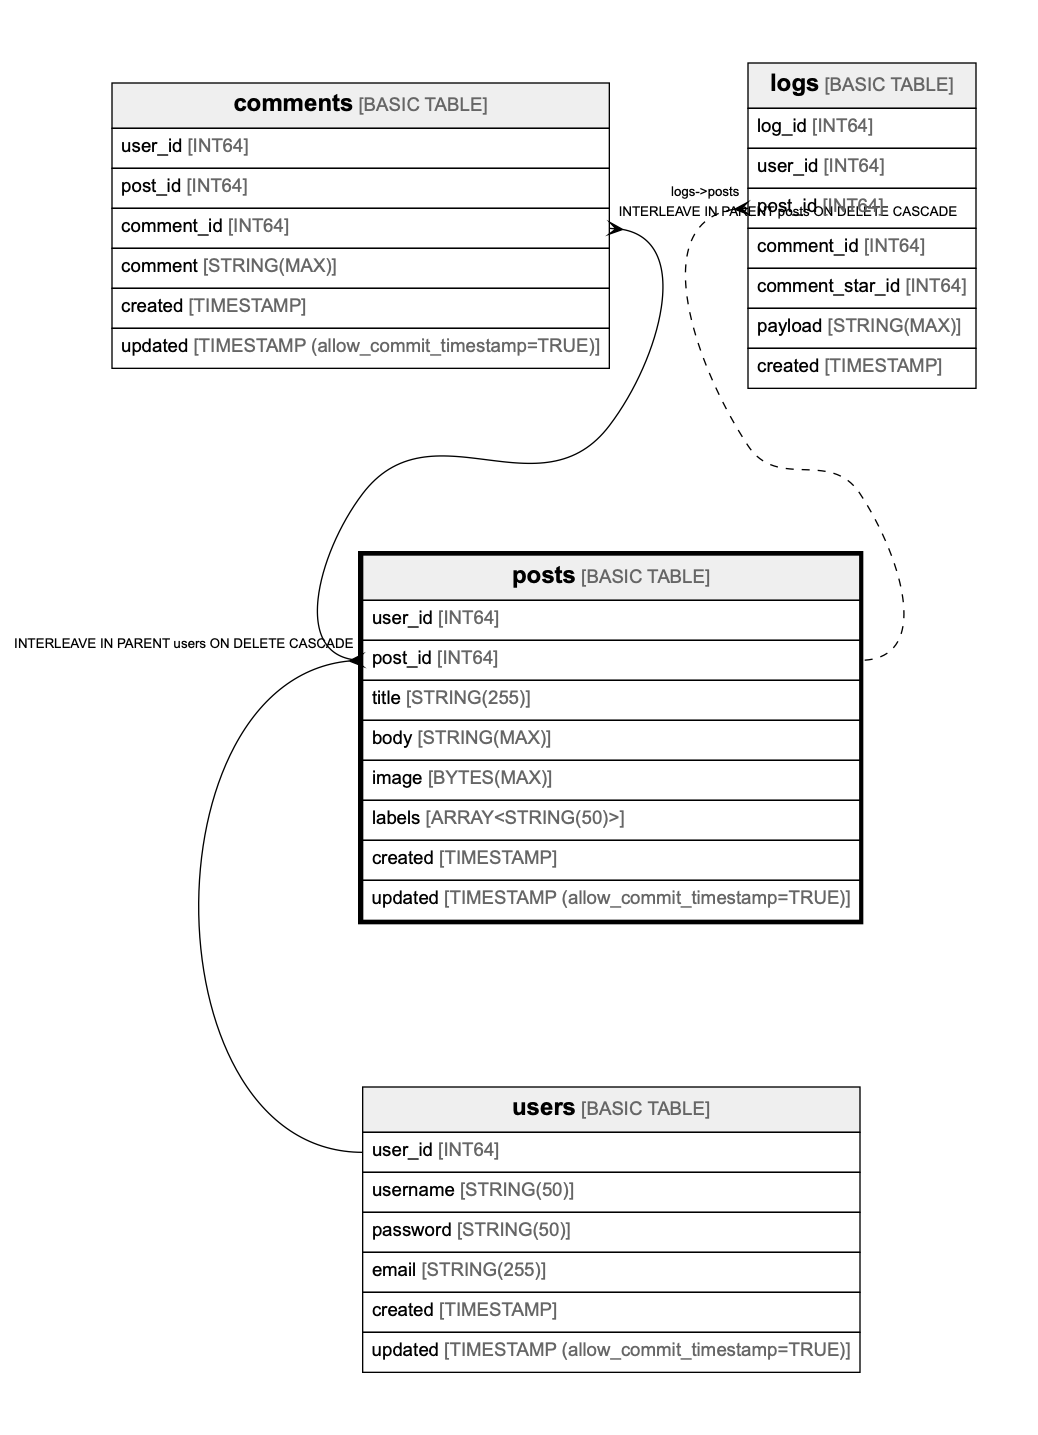 comments [BASIC TABLE]
user_id [INT64]
post_id [INT64]
comment_id [INT64]
comment [STRING(MAX)]
created [TIMESTAMP]
updated [TIMESTAMP (allow_commit_timestamp=TRUE)]
logs [BASIC TABLE]
log_id [INT64]
user_id [INT64]
post_id [INT64]
comment_id [INT64]
comment_star_id [INT64]
payload [STRING(MAX)]
created [TIMESTAMP]
logs->posts
INTERLEAVE IN PARENT posts ON DELETE CASCADE
posts [BASIC TABLE]
user_id [INT64]
post_id [INT64]
title [STRING(255)]
body [STRING(MAX)]
image [BYTES(MAX)]
labels [ARRAY<STRING(50)>]
created [TIMESTAMP]
updated [TIMESTAMP (allow_commit_timestamp=TRUE)]
INTERLEAVE IN PARENT users ON DELETE CASCADE
users [BASIC TABLE]
user_id [INT64]
username [STRING(50)]
password [STRING(50)]
email [STRING(255)]
created [TIMESTAMP]
updated [TIMESTAMP (allow_commit_timestamp=TRUE)]